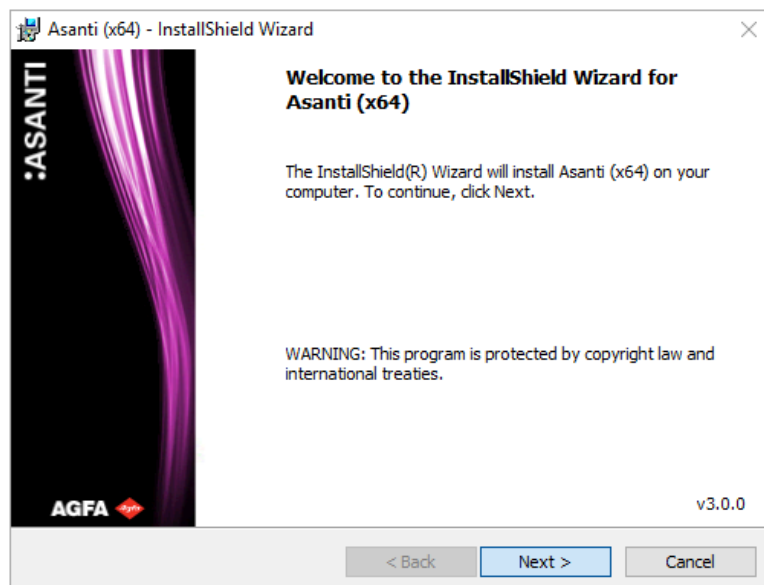 Asanti (x64) - InstallShield Wizard
:ASANTI
Welcome to the InstallShield Wizard for
Asanti (x64)
The InstallShield(R) Wizard will install Asanti (x64) on your
computer. To continue, click Next.
WARNING: This program is protected by copyright law and
international treaties.
AGFA
v3.0.0
< Back
Next >
Cancel